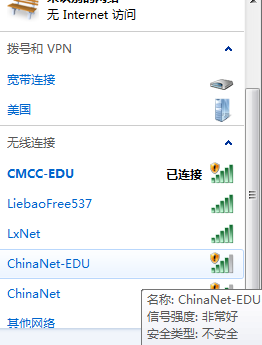 无 Internet 访问
拨号和 VPN
宽带连接
美国
无线连接
CMCC-EDU 已连接
LiebaoFree537
LxNet
ChinaNet-EDU
ChinaNet
其他网络
名称: ChinaNet-EDU
信号强度: 非常好
安全类型: 不安全